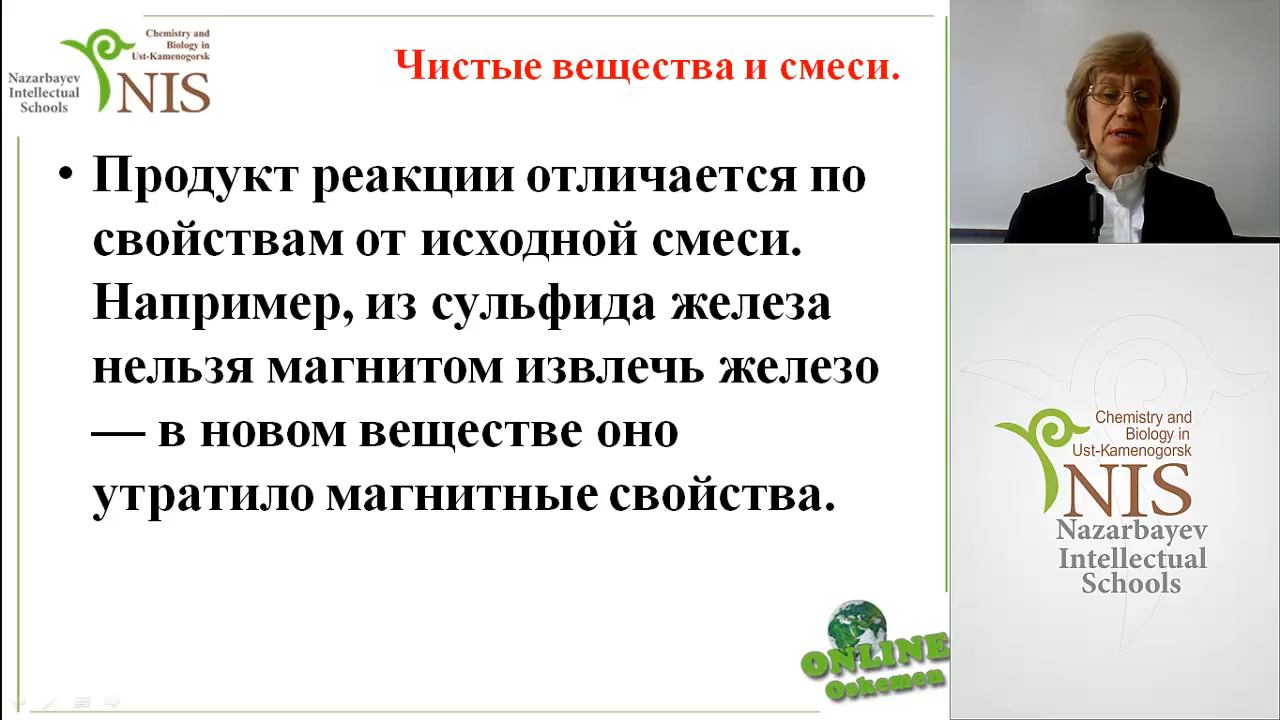 Chemistry and
Biology in
Ust-Kamenogorsk
Nazarbayev
Intellectual
Schools
NIS
Чистые вещества и смеси.
• Продукт реакции отличается по
свойствам от исходной смеси.
Например, из сульфида железа
нельзя магнитом извлечь железо
— в новом веществе оно
утратило магнитные свойства.
ONLINE
Oskemen
Chemistry and
Biology in
Ust-Kamenogorsk
NIS
Nazarbayev
Intellectual
Schools